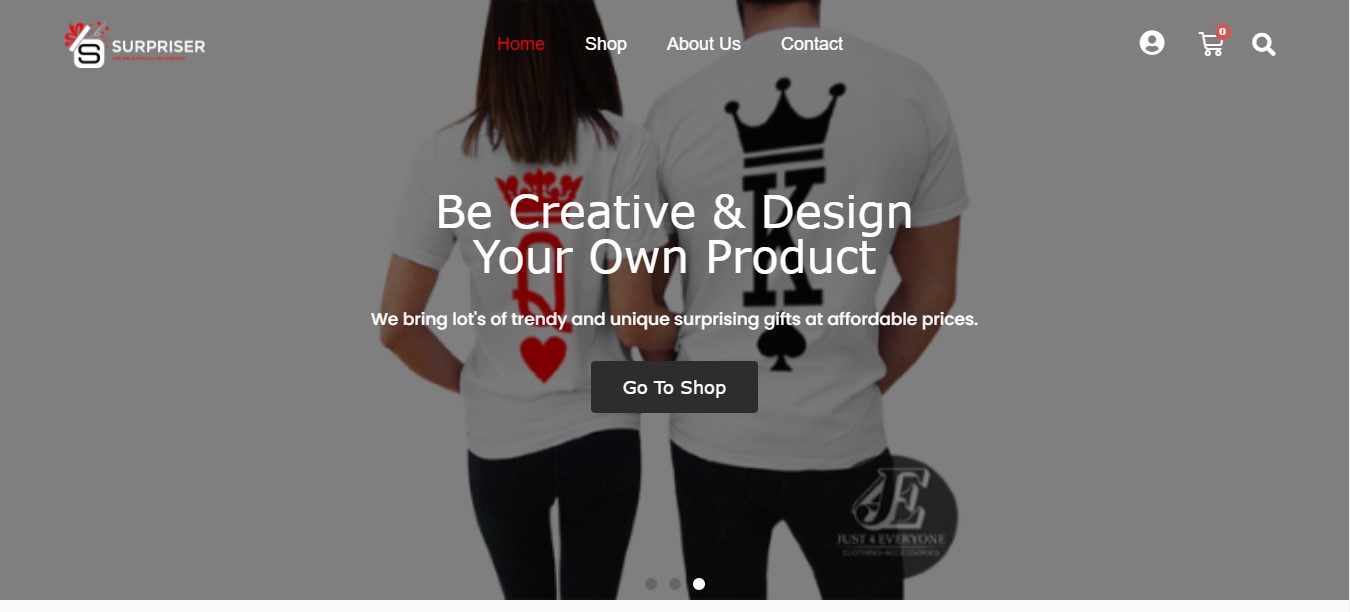 SURPRISER
Home
Shop
About Us
Contact
0
Be Creative & Design
Your Own Product
We bring lot's of trendy and unique surprising gifts at affordable prices.
Go To Shop
Q
K
JE
JUST 4 EVERYONE
CLOTHING-ACCESSORIES